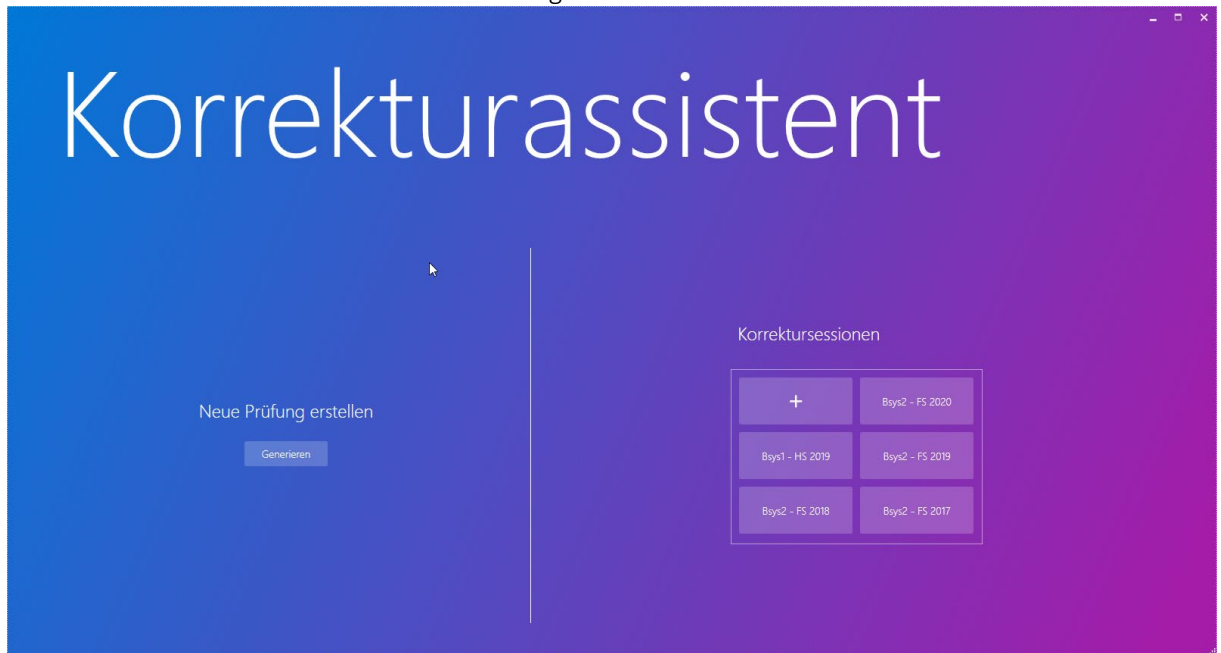 Korrekturassistent
Neue Prüfung erstellen
Generieren
Korrektursessionen
+
Bsys2 - FS 2020
Bsys1 - HS 2019
Bsys2 - FS 2019
Bsys2 - FS 2018
Bsys2 - FS 2017